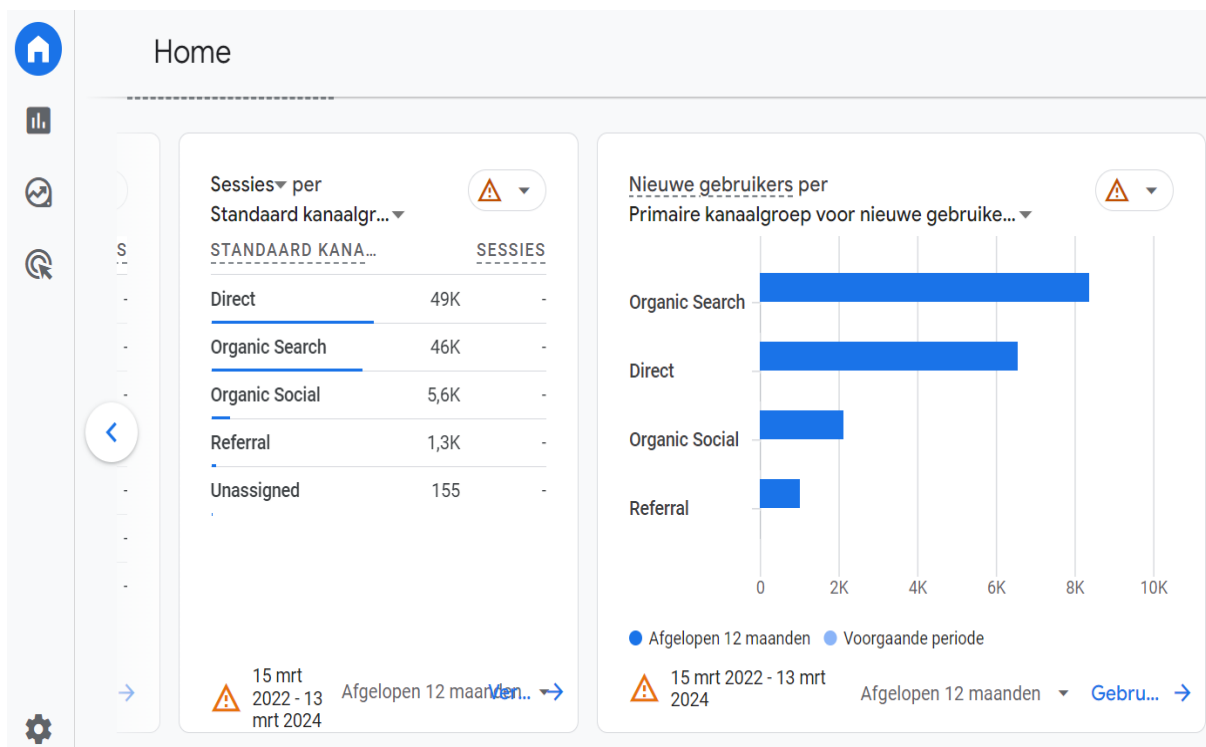 Home
S
-
-
-
-
-
-
-
Sessies per
Standaard kanaalgr...
STANDAARD KANA... SESSIES
Direct 49K -
Organic Search 46K -
Organic Social 5,6K -
Referral 1,3K -
Unassigned 155 -
15 mrt
2022 - 13
mrt 2024
Afgelopen 12 maanden Ver...
Nieuwe gebruikers per
Primaire kanaalgroep voor nieuwe gebruike...
Organic Search
Direct
Organic Social
Referral
0 2K 4K 6K 8K 10K
Afgelopen 12 maanden Voorgaande periode
15 mrt 2022 - 13 mrt
2024
Afgelopen 12 maanden Gebru...